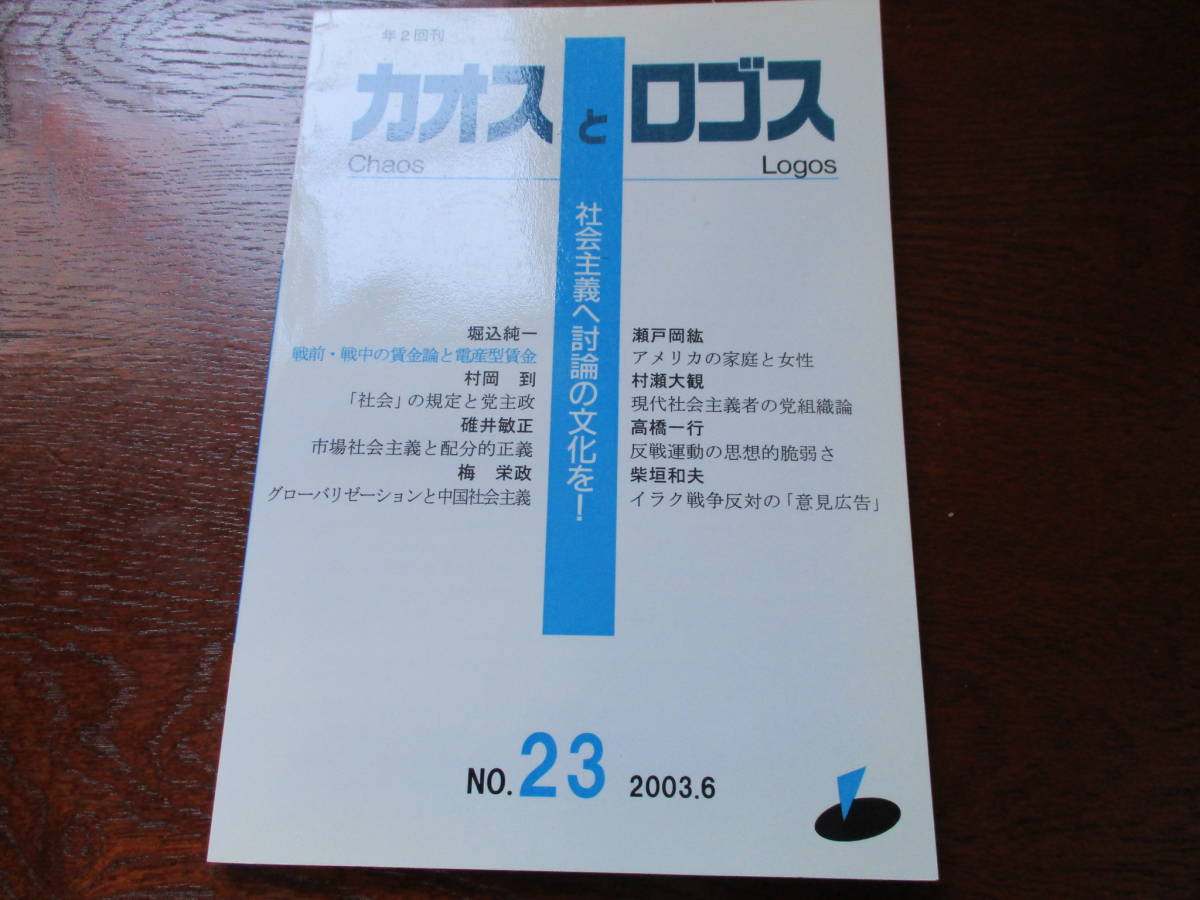 年2回刊
カオスとロゴス
Chaos
Logos
社会主義へ討論の文化を!
堀込純一
戦前・戦中の賃金論と電産型賃金
村岡 到
「社会」の規定と党主政
碓井敏正
市場社会主義と配分的正義
梅 栄政
グローバリゼーションと中国社会主義
瀬戸岡紘
アメリカの家庭と女性
村瀬大観
現代社会主義者の党組織論
高橋一行
反戦運動の思想的脆弱さ
柴垣和夫
イラク戦争反対の「意見広告」
NO.23 2003.6